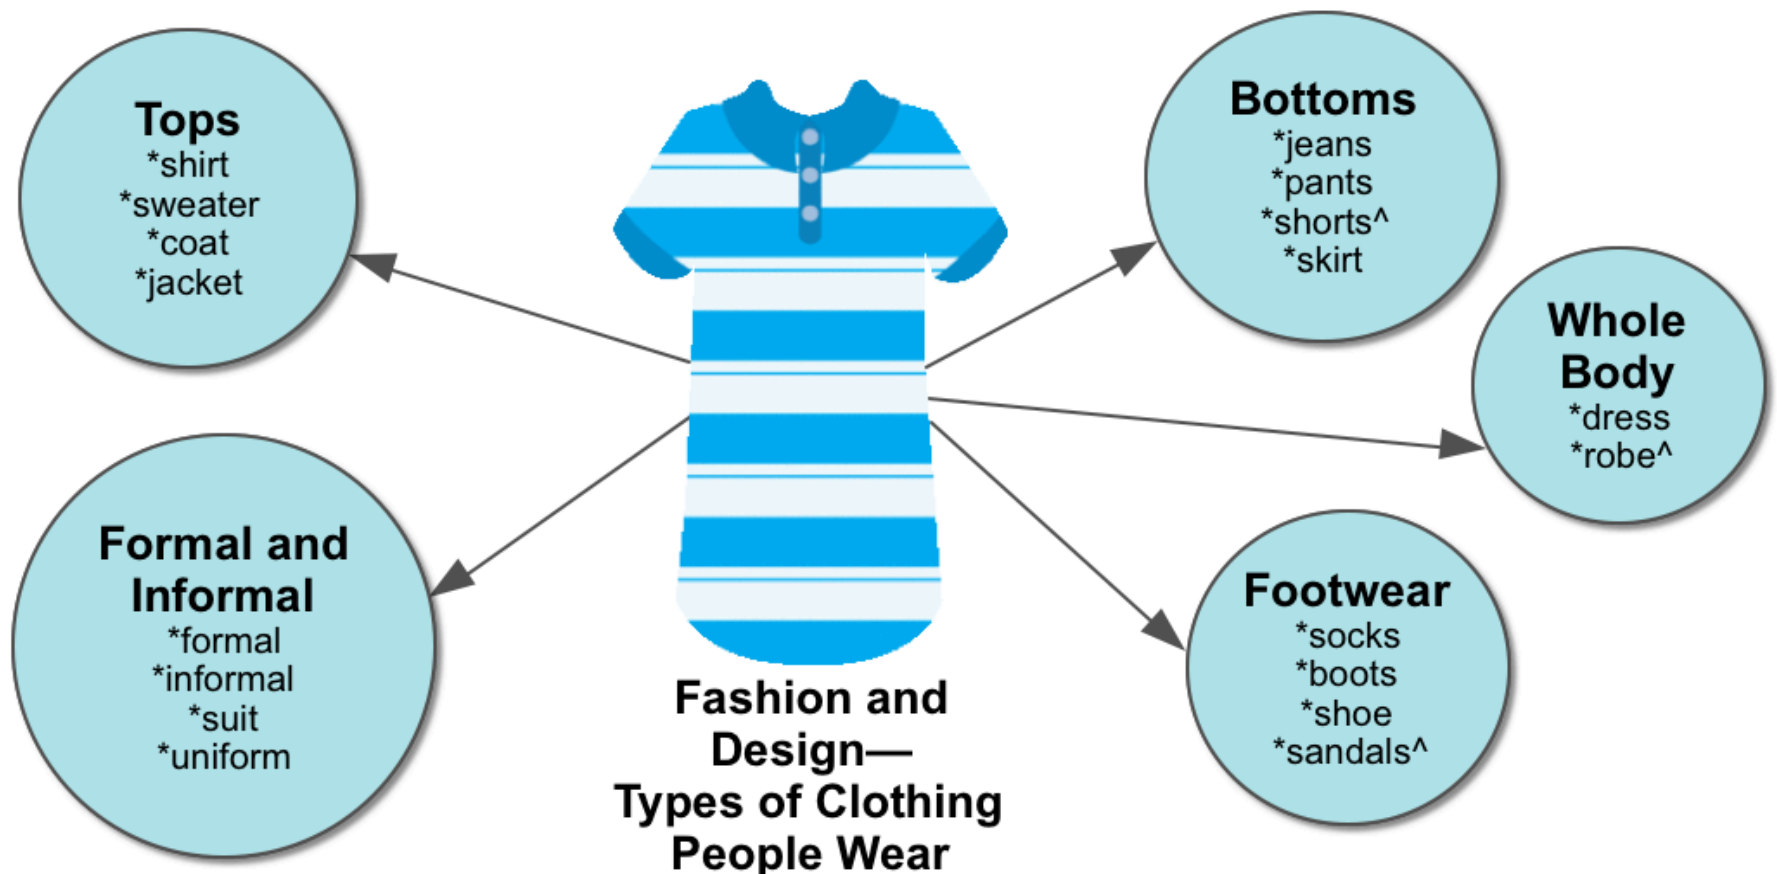 Tops
*shirt
*sweater
*coat
*jacket
Formal and
Informal
*formal
*informal
*suit
*uniform
Fashion and
Design—
Types of Clothing
People Wear
Bottoms
*jeans
*pants
*shorts^
*skirt
Whole
Body
*dress
*robe^
Footwear
*socks
*boots
*shoe
*sandals^